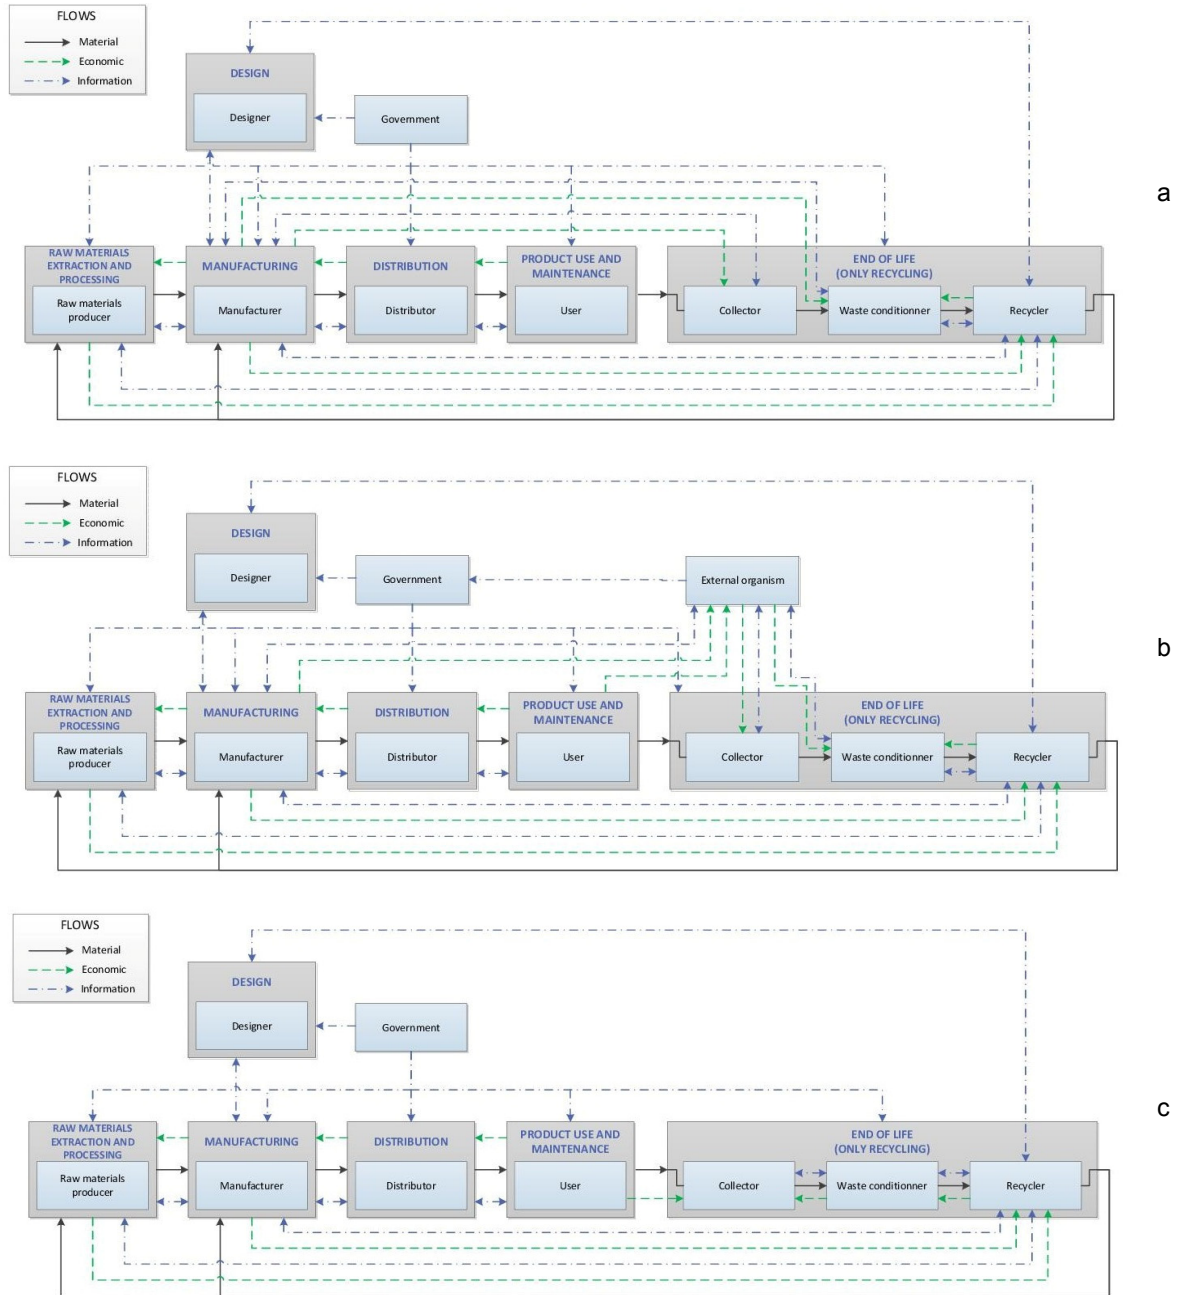 FLOWS
Material
Economic
Information
DESIGN
Designer
Government
a
RAW MATERIALS
EXTRACTION AND
PROCESSING
Raw materials
producer
MANUFACTURING
Manufacturer
DISTRIBUTION
Distributor
PRODUCT USE AND
MAINTENANCE
User
END OF LIFE
(ONLY RECYCLING)
Collector
Waste conditionner
Recycler
FLOWS
Material
Economic
Information
DESIGN
Designer
Government
External organism
b
RAW MATERIALS
EXTRACTION AND
PROCESSING
Raw materials
producer
MANUFACTURING
Manufacturer
DISTRIBUTION
Distributor
PRODUCT USE AND
MAINTENANCE
User
END OF LIFE
(ONLY RECYCLING)
Collector
Waste conditionner
Recycler
FLOWS
Material
Economic
Information
DESIGN
Designer
Government
c
RAW MATERIALS
EXTRACTION AND
PROCESSING
Raw materials
producer
MANUFACTURING
Manufacturer
DISTRIBUTION
Distributor
PRODUCT USE AND
MAINTENANCE
User
END OF LIFE
(ONLY RECYCLING)
Collector
Waste conditionner
Recycler